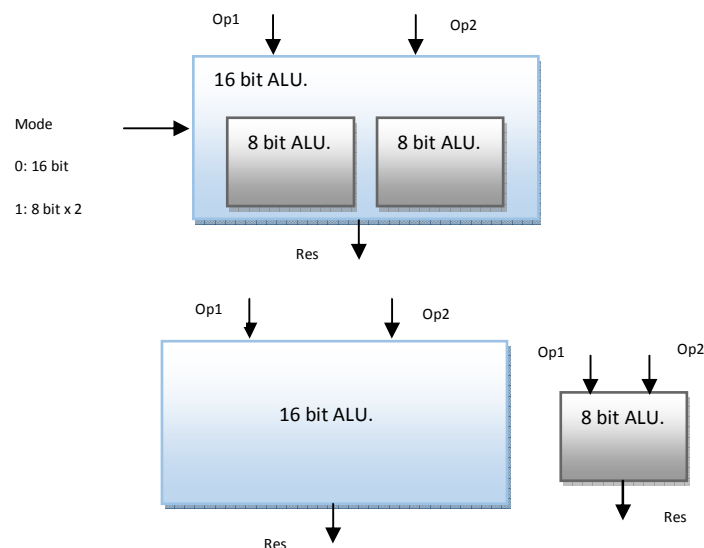 Op1
Op2
16 bit ALU.
Mode
8 bit ALU.
8 bit ALU.
0: 16 bit
1: 8 bit x 2
Res
Op1
Op2
Op1
Op2
16 bit ALU.
8 bit ALU.
Res
Res